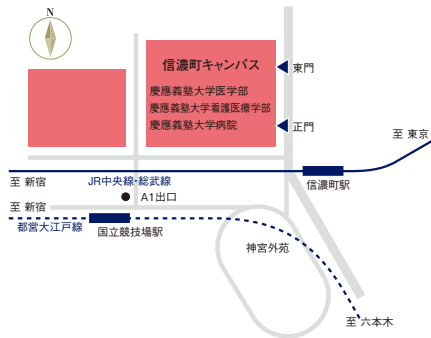 N
信濃町キャンパス
慶應義塾大学医学部
慶應義塾大学看護医療学部
慶應義塾大学病院
東門
正門
至 東京
至 新宿
JR中央線・総武線
信濃町駅
A1出口
至 新宿
都営大江戸線
国立競技場駅
神宮外苑
至 六本木